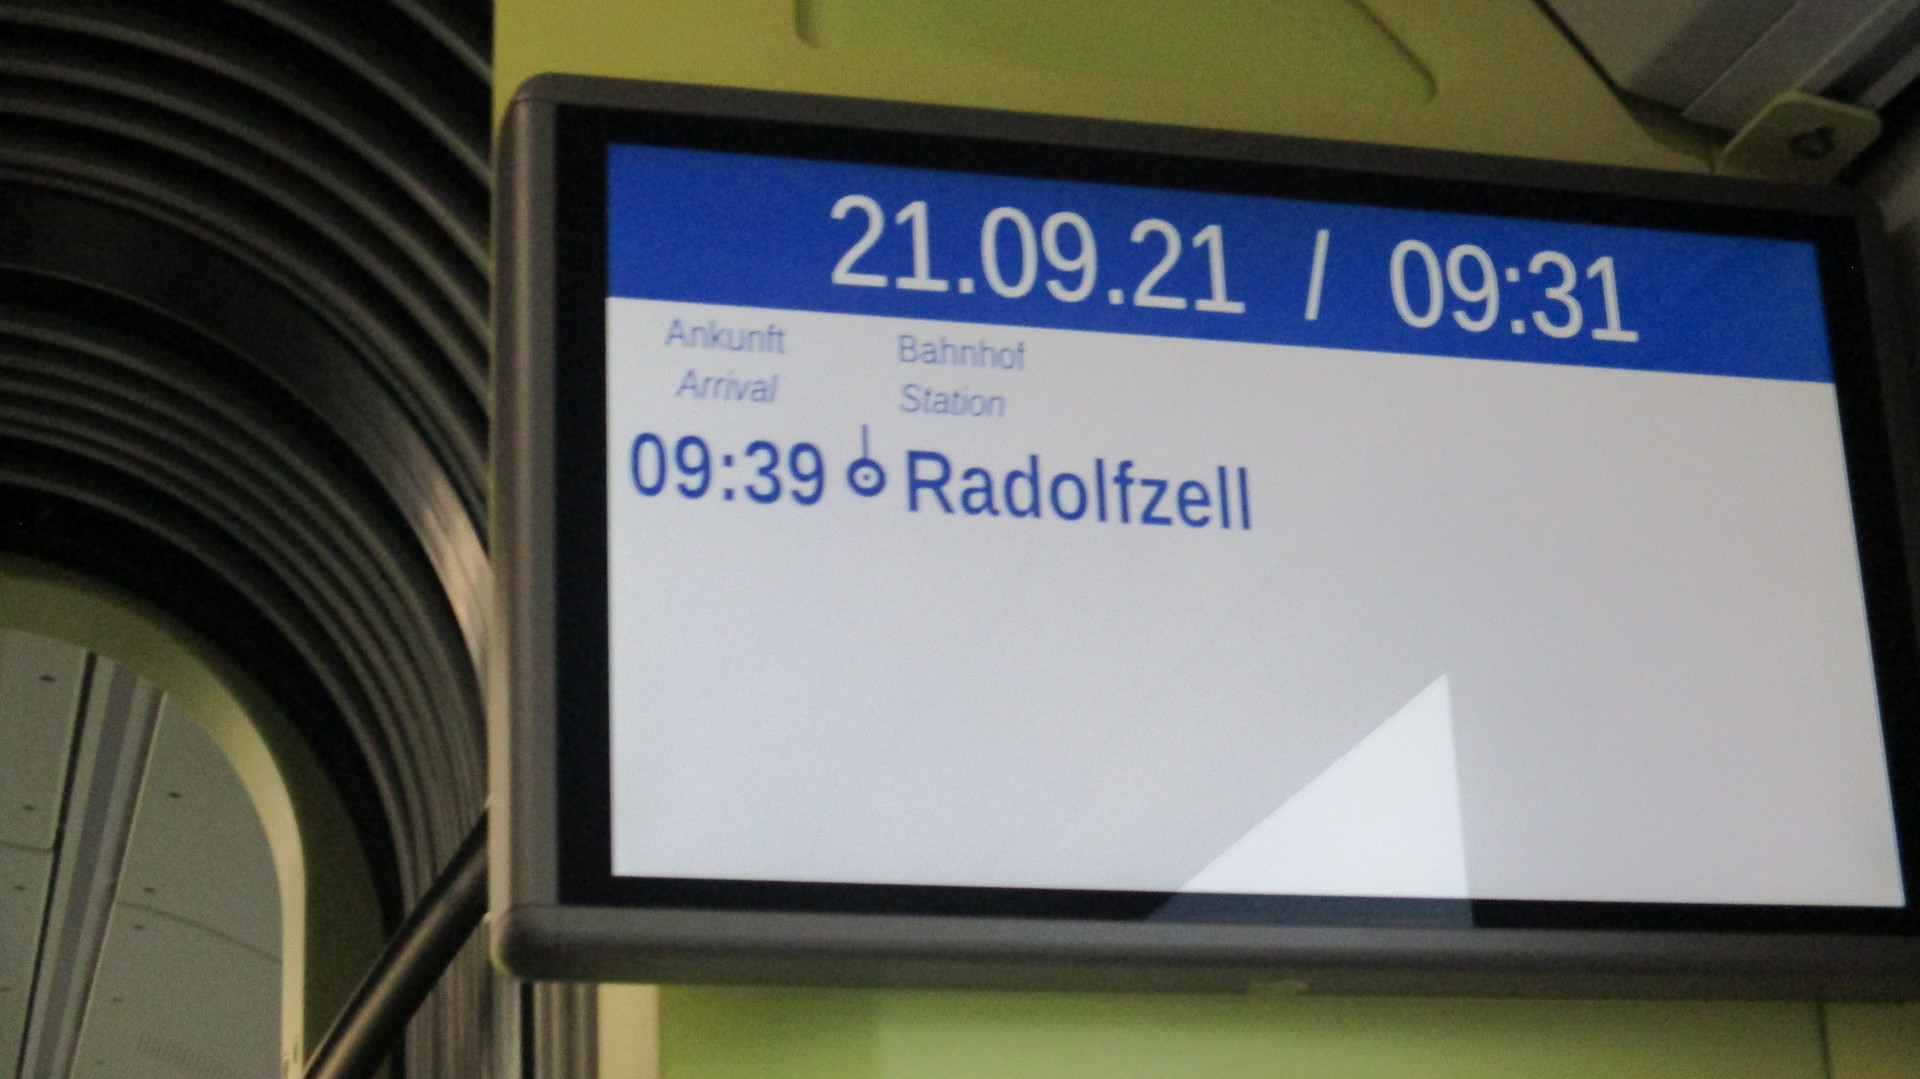 21.09.21 / 09:31
Ankunft Bahnhof
Arrival Station
09:39 Radolfzell